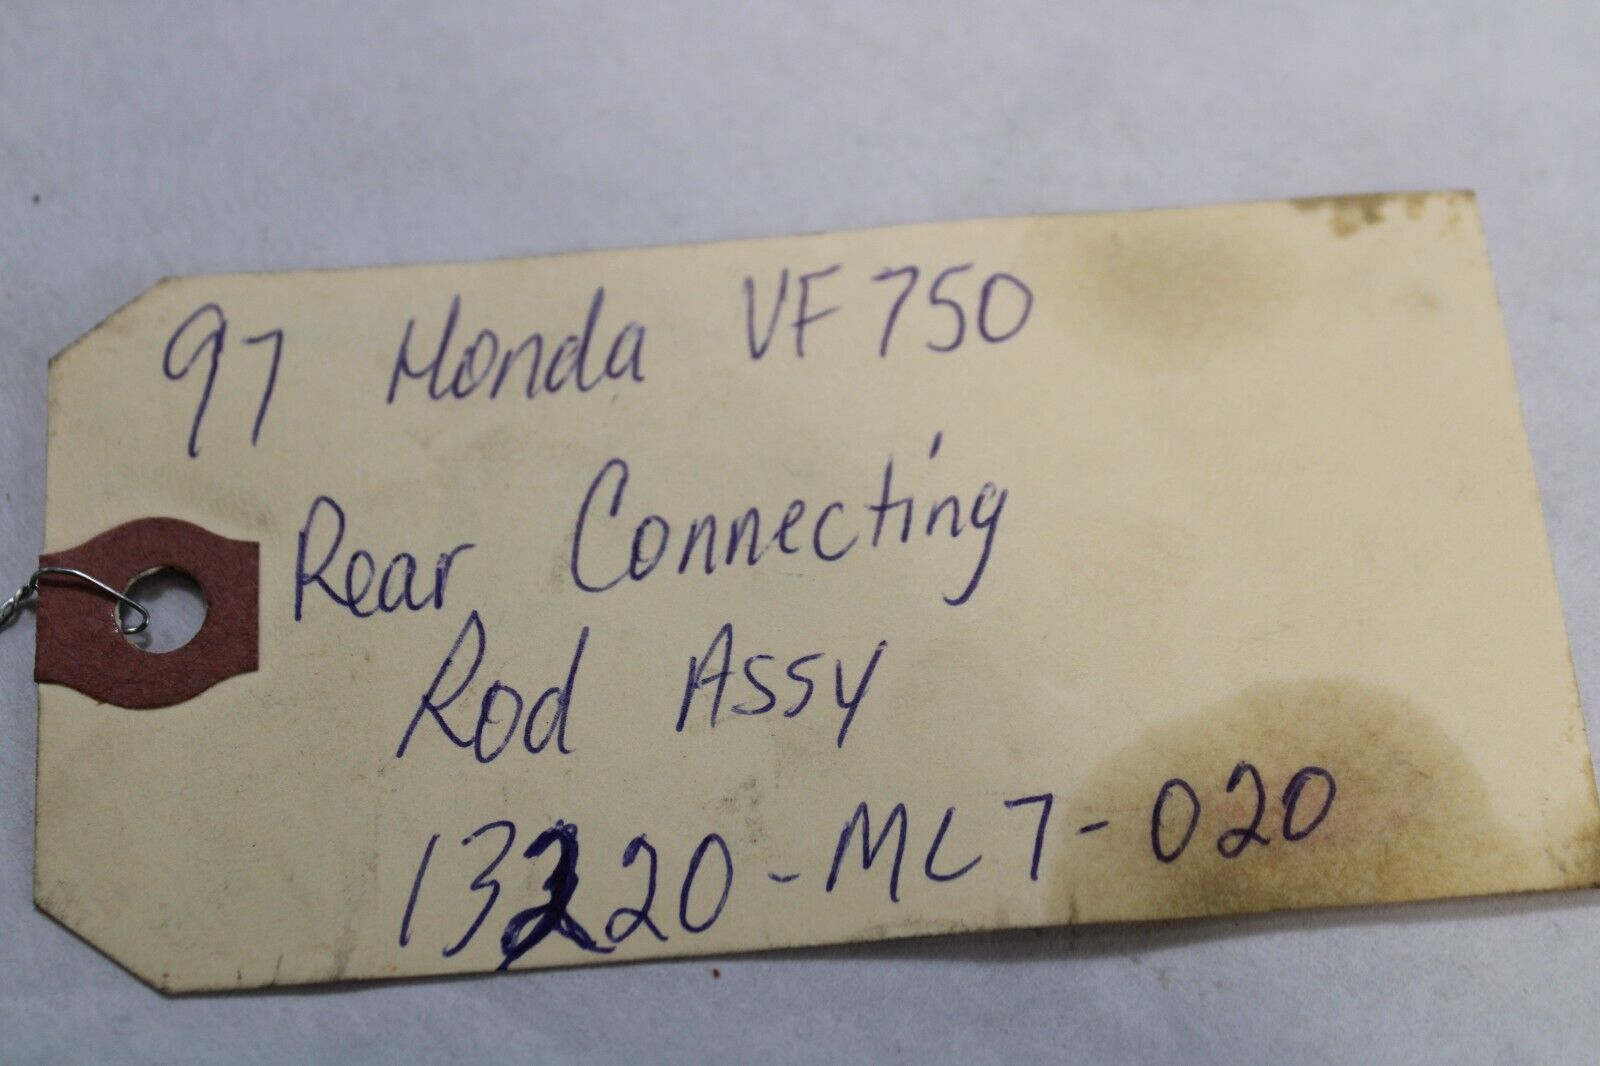 97 Honda VF750
Rear Connecting
Rod Assy
13220-ML7-020